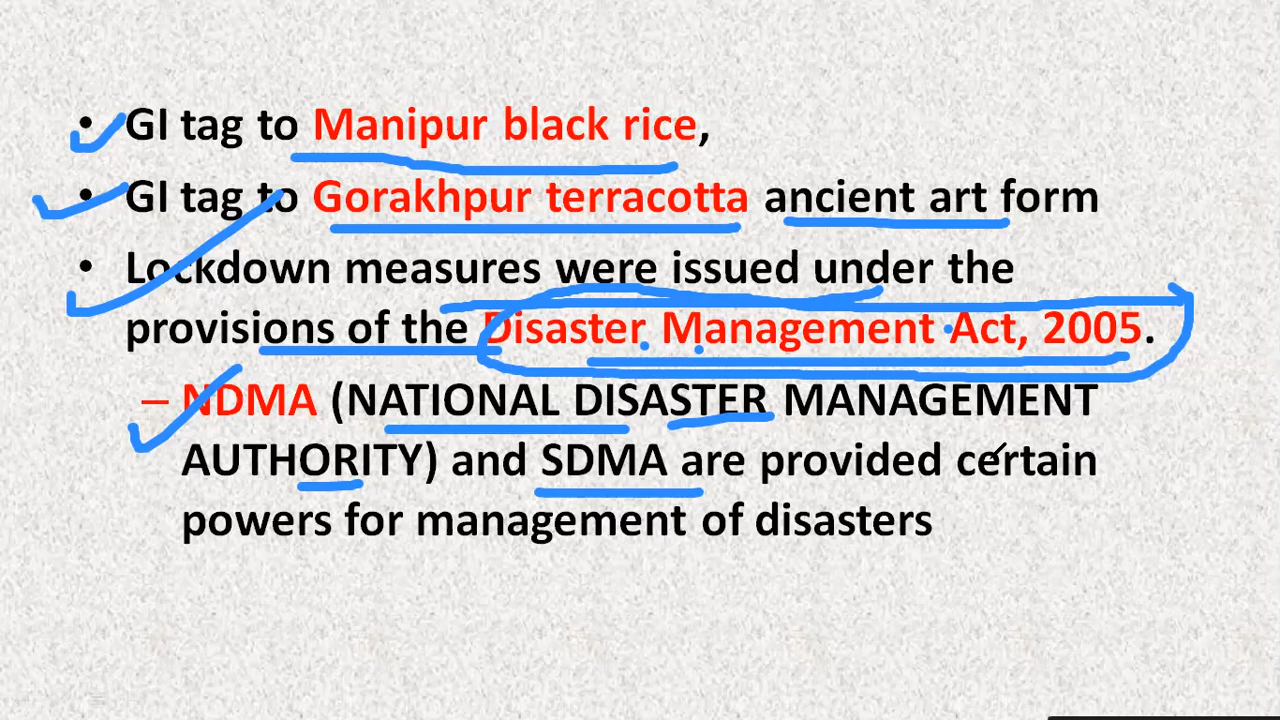 • GI tag to Manipur black rice,
• GI tag to Gorakhpur terracotta ancient art form
• Lockdown measures were issued under the
provisions of the Disaster Management Act, 2005.
– NDMA (NATIONAL DISASTER MANAGEMENT
AUTHORITY) and SDMA are provided certain
powers for management of disasters